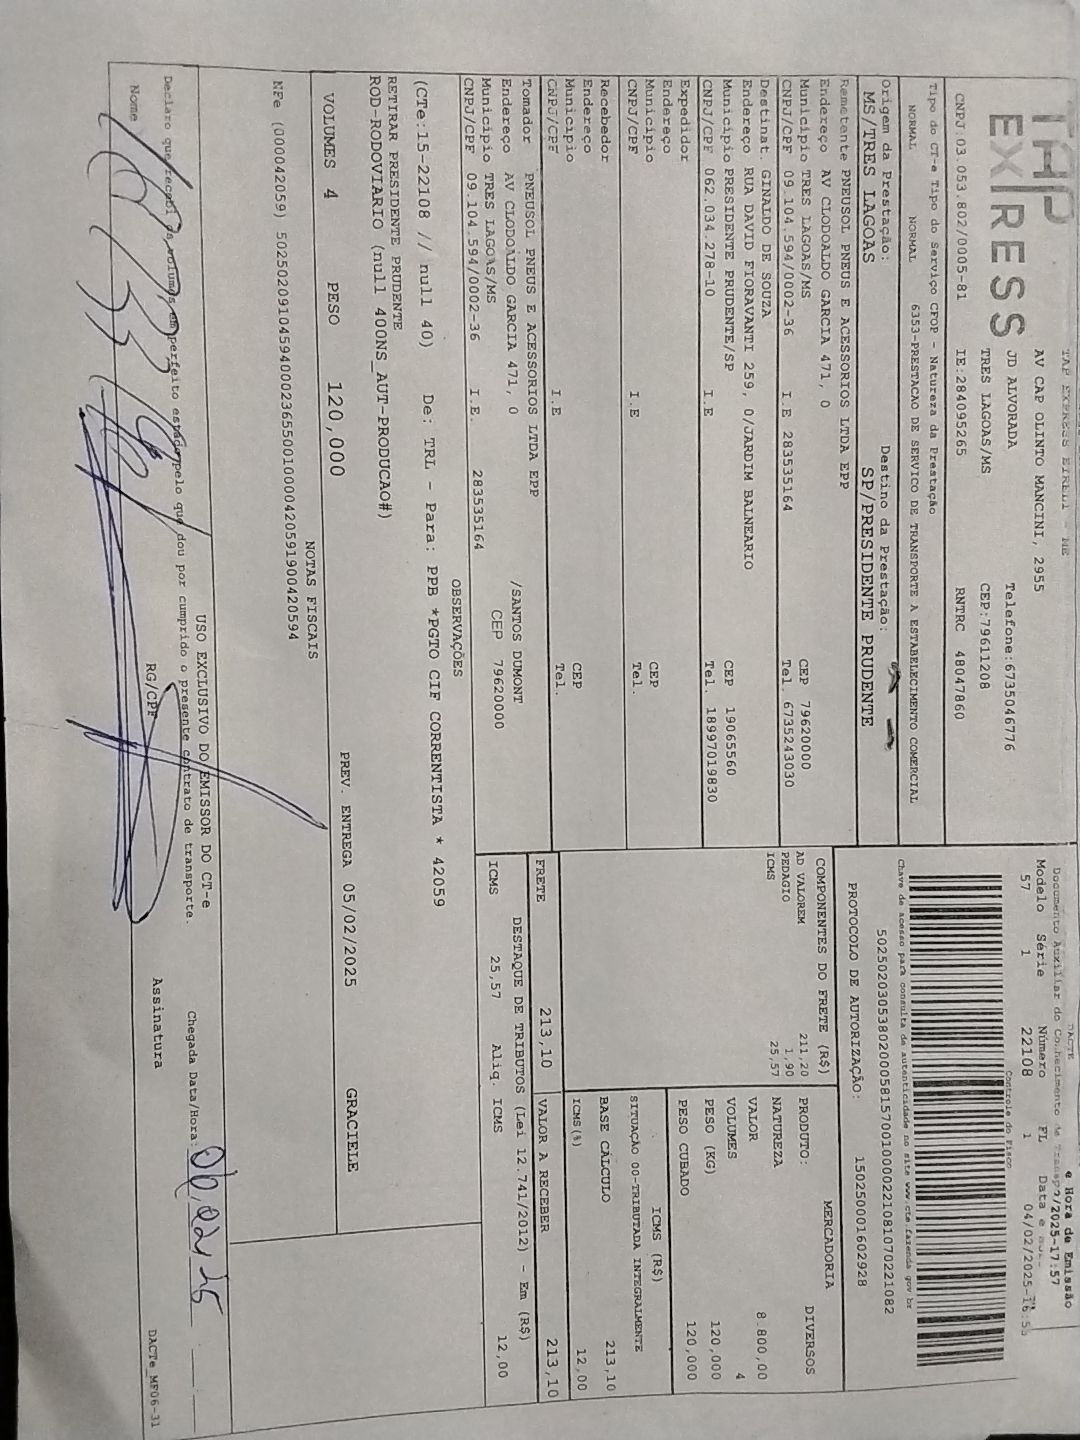 TAP EXPRESS EIRELI - ME
TAP
EX/RESS
AV CAP OLINTO MANCINI, 2955
JD ALVORADA Telefone:6735046776
TRES LAGOAS/MS CEP:79611208
CNPJ:03.053.802/0005-81 IE:284095265 RNTRC 48047860
Tipo do CT-e Tipo do Serviço CFOP - Natureza da Prestação
NORMAL NORMAL 6353-PRESTACAO DE SERVICO DE TRANSPORTE A ESTABELECIMENTO COMERCIAL
Origem da Prestação: Destino da Prestação:
MS/TRES LAGOAS SP/PRESIDENTE PRUDENTE
Remetente PNEUSOL PNEUS E ACESSORIOS LTDA EPP
Endereço AV CLODOALDO GARCIA 471, 0
Município TRES LAGOAS/MS CEP 79620000
CNPJ/CPF 09.104.594/0002-36 I.E 283535164 Tel. 6735243030
Destinat. GINALDO DE SOUZA
Endereço RUA DAVID FIORAVANTI 259, 0/JARDIM BALNEARIO
Município PRESIDENTE PRUDENTE/SP CEP 19065560
CNPJ/CPF 062.034.278-10 I.E Tel. 18997019830
Expedidor
Endereço
Município CEP
CNPJ/CPF I.E Tel.
Recebedor
Endereço
Município CEP
CNPJ/CPF I.E Tel.
Tomador PNEUSOL PNEUS E ACESSORIOS LTDA EPP
Endereço AV CLODOALDO GARCIA 471, 0 /SANTOS DUMONT
Município TRES LAGOAS/MS CEP 79620000
CNPJ/CPF 09.104.594/0002-36 I.E. 283535164
DACTE
Documento Auxiliar do Conhecimento de Transpo
e Hora de Emissão
/2025-17:57
Modelo Série Número FL Data e
57 1 22108 1 04/02/2025-16:55
Controle do Fisco
Chave de acesso para consulta de autenticidade no site www.cte.fazenda.gov.br
50250203053802000581570010000221081070221082
PROTOCOLO DE AUTORIZAÇÃO: 150250001602928
COMPONENTES DO FRETE (R$)
AD VALOREM 211,20
PEDAGIO 1,90
ICMS 25,57
MERCADORIA
PRODUTO: DIVERSOS
NATUREZA
VALOR 8.800,00
VOLUMES 4
PESO (KG) 120,000
PESO CUBADO 120,000
ICMS (R$)
SITUAÇÃO 00-TRIBUTADA INTEGRALMENTE
BASE CÁLCULO 213,10
ICMS(%) 12,00
FRETE 213,10 VALOR A RECEBER 213,10
DESTAQUE DE TRIBUTOS (Lei 12.741/2012) - Em (R$)
ICMS 25,57 Aliq. ICMS 12,00
OBSERVAÇÕES
(CTe:15-22108 // null 40) De: TRL - Para: PPB *PGTO CIF CORRENTISTA * 42059
RETIRAR PRESIDENTE PRUDENTE
ROD-RODOVIARIO (null 400NS_AUT-PRODUCAO#)
VOLUMES 4 PESO 120,000 PREV. ENTREGA 05/02/2025 GRACIELE
NOTAS FISCAIS
NFe (000042059) 50250209104594000236550010000420591900420594
USO EXCLUSIVO DO EMISSOR DO CT-e
Declaro que recebi os volumes em perfeito estado pelo que dou por cumprido o presente contrato de transporte. Chegada Data/Hora:
Nome RG/CPF Assinatura
DACTe_MF06-31